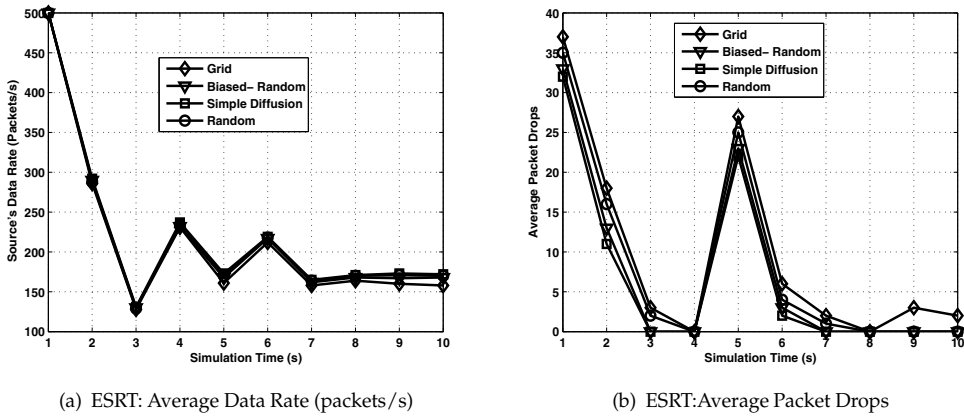 500
450
400
350
300
250
200
150
100
1 2 3 4 5 6 7 8 9 10
Source's Data Rate (Packets/s)
Simulation Time (s)
Grid
Biased- Random
Simple Diffusion
Random
(a) ESRT: Average Data Rate (packets/s)
40
35
30
25
20
15
10
5
0
1 2 3 4 5 6 7 8 9 10
Average Packet Drops
Simulation Time (s)
Grid
Biased- Random
Simple Diffusion
Random
(b) ESRT:Average Packet Drops